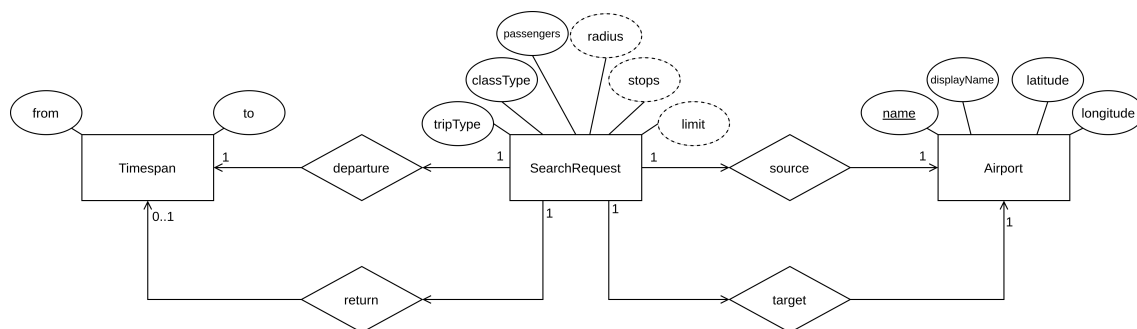 passengers
radius
classType
stops
displayName
latitude
from
to
tripType
limit
name
longitude
1
1
1
1
Timespan
departure
SearchRequest
source
Airport
0..1
1
1
1
return
target